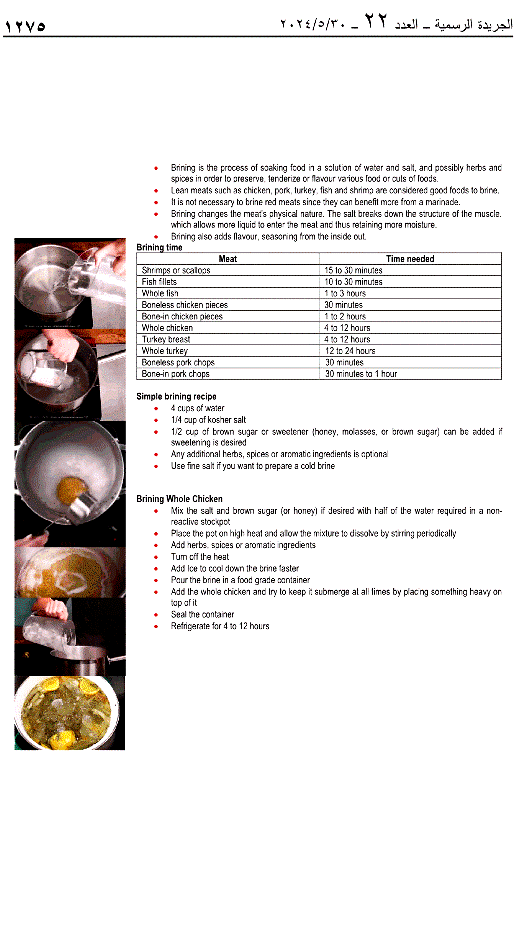 الجريدة الرسمية – العدد ٢٢ – ٢٠٢٤/٥/٣٠
١٢٧٥
• Brining is the process of soaking food in a solution of water and salt, and possibly herbs and
spices in order to preserve, tenderize or flavour various food or cuts of foods.
• Lean meats such as chicken, pork, turkey, fish and shrimp are considered good foods to brine.
• It is not necessary to brine red meats since they can benefit more from a marinade.
• Brining changes the meat's physical nature. The salt breaks down the structure of the muscle,
which allows more liquid to enter the meat and thus retaining more moisture.
• Brining also adds flavour, seasoning from the inside out.
Brining time
Meat Time needed
Shrimps or scallops 15 to 30 minutes
Fish fillets 10 to 30 minutes
Whole fish 1 to 3 hours
Boneless chicken pieces 30 minutes
Bone-in chicken pieces 1 to 2 hours
Whole chicken 4 to 12 hours
Turkey breast 4 to 12 hours
Whole turkey 12 to 24 hours
Boneless pork chops 30 minutes
Bone-in pork chops 30 minutes to 1 hour
Simple brining recipe
• 4 cups of water
• 1/4 cup of kosher salt
• 1/2 cup of brown sugar or sweetener (honey, molasses, or brown sugar) can be added if
sweetening is desired
• Any additional herbs, spices or aromatic ingredients is optional
• Use fine salt if you want to prepare a cold brine
Brining Whole Chicken
• Mix the salt and brown sugar (or honey) if desired with half of the water required in a non-
reactive stockpot
• Place the pot on high heat and allow the mixture to dissolve by stirring periodically
• Add herbs, spices or aromatic ingredients
• Turn off the heat
• Add Ice to cool down the brine faster
• Pour the brine in a food grade container
• Add the whole chicken and try to keep it submerge at all times by placing something heavy on
top of it
• Seal the container
• Refrigerate for 4 to 12 hours